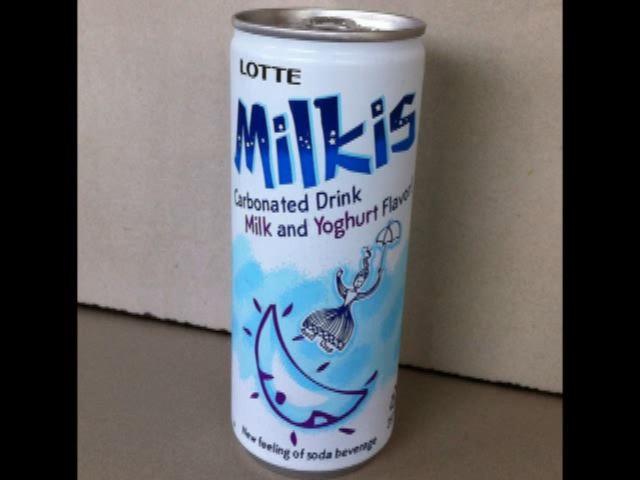 LOTTE
Milkis
Carbonated Drink
Milk and Yoghurt Flavor
New feeling of soda beverage